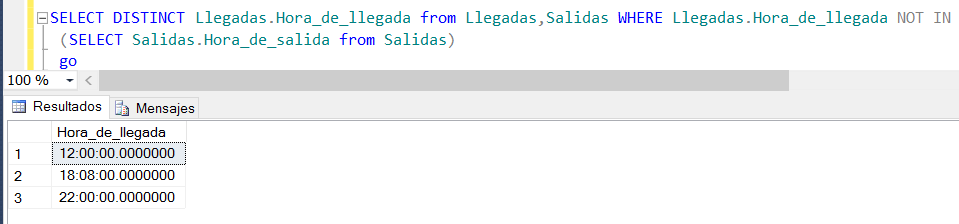 SELECT DISTINCT Llegadas.Hora_de_llegada from Llegadas,Salidas WHERE Llegadas.Hora_de_llegada NOT IN
(SELECT Salidas.Hora_de_salida from Salidas)
go
100 %
Resultados Mensajes
Hora_de_llegada
1 12:00:00.0000000
2 18:08:00.0000000
3 22:00:00.0000000